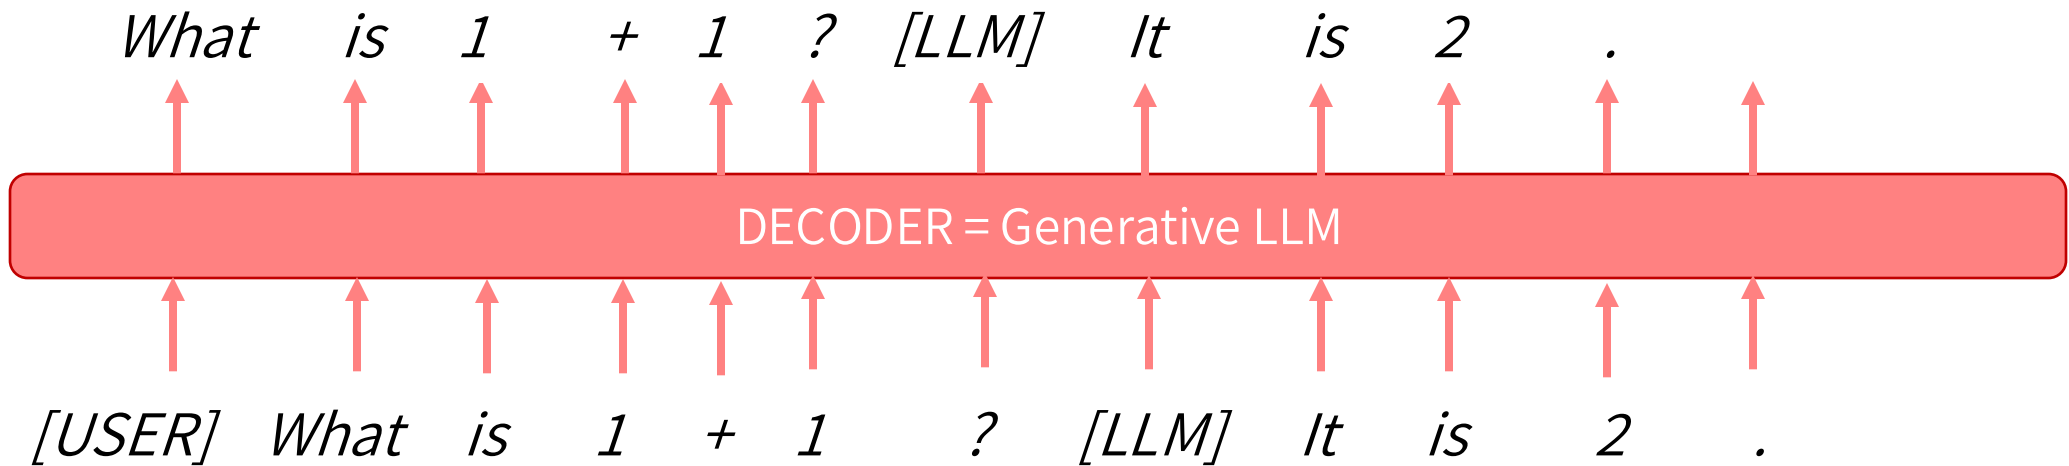 What is 1 + 1 ? [LLM] It is 2 .
DECODER = Generative LLM
[USER] What is 1 + 1 ? [LLM] It is 2 .